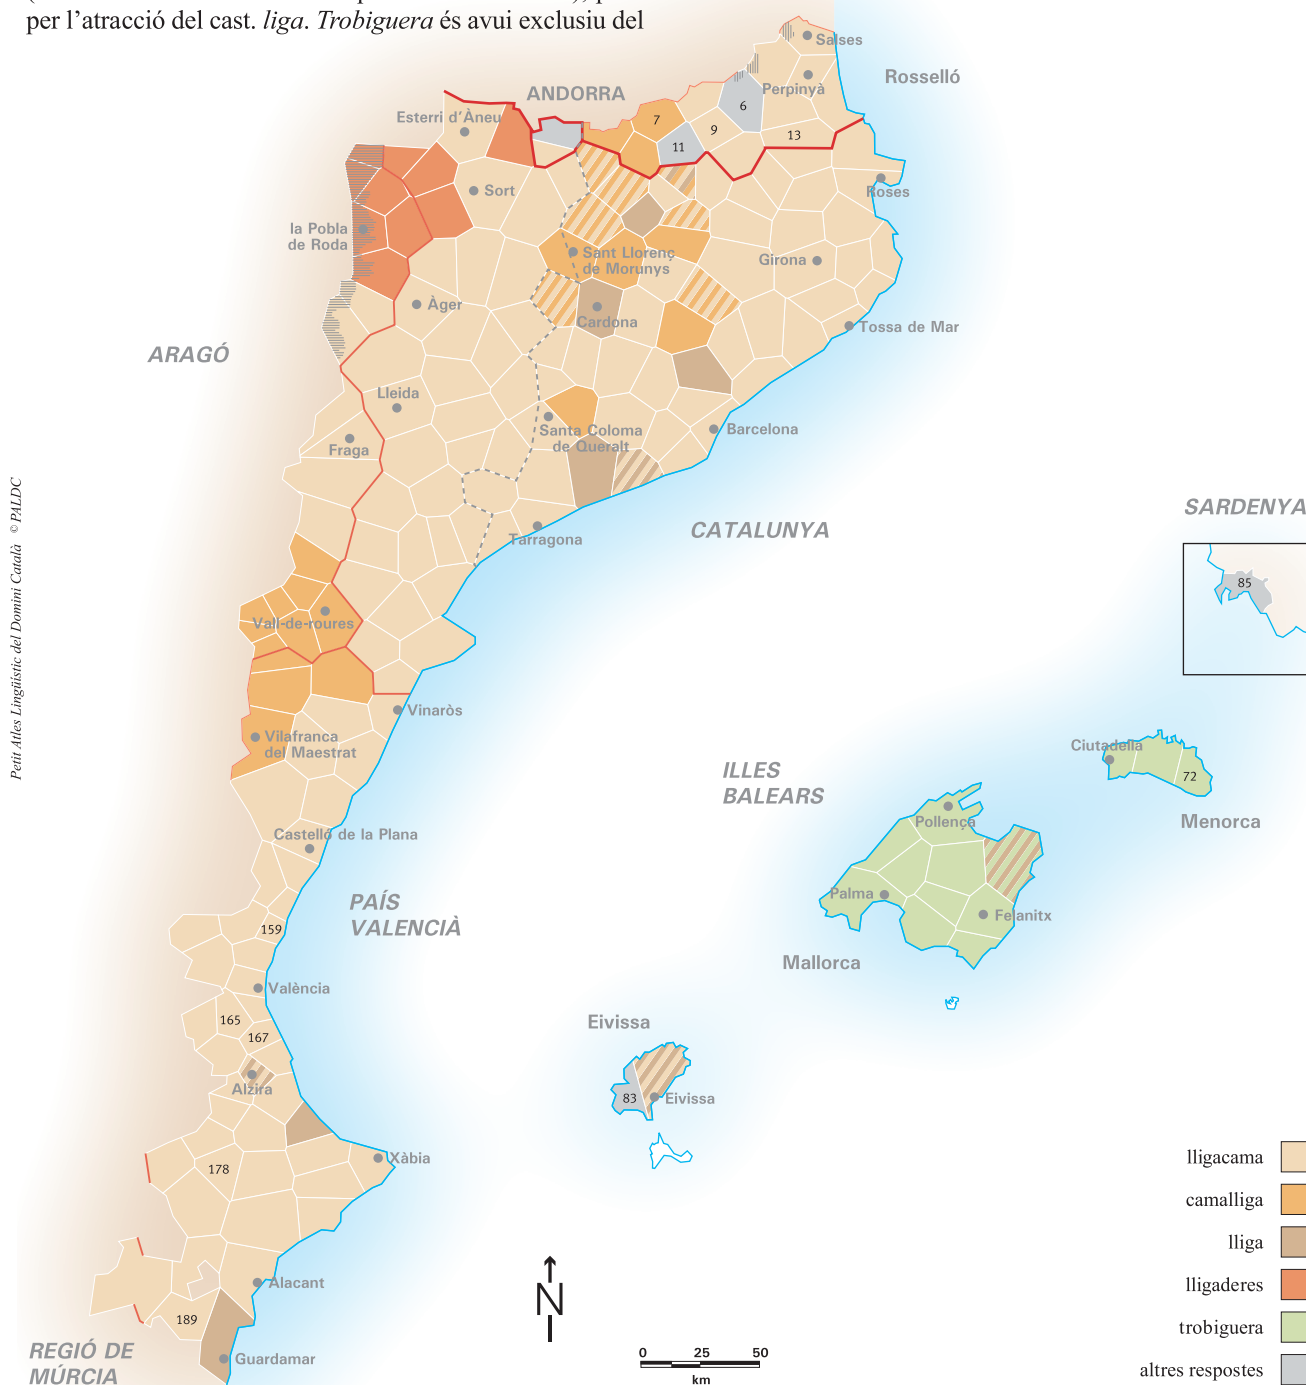 per l’atracció del cast. liga. Trobiguera és avui exclusiu del
Salses
Rosselló
ANDORRA
Perpinyà
6
7
Esterri d’Àneu
9
13
11
Sort
Roses
la Pobla
de Roda
Sant Llorenç
de Morunys
Girona
Àger
Cardona
Tossa de Mar
ARAGÓ
Lleida
Santa Coloma
de Queralt
Barcelona
Fraga
Petit Atles Lingüístic del Domini Català © PALDC
SARDENYA
CATALUNYA
Tarragona
85
Vall-de-roures
Vinaròs
Vilafranca
del Maestrat
Ciutadella
ILLES
BALEARS
72
Menorca
Pollença
Castelló de la Plana
Palma
PAÍS
VALENCIÀ
Felanitx
159
Mallorca
València
165
Eivissa
167
Alzira
83
Eivissa
Xàbia
178
lligacama
camalliga
lliga
Alacant
lligaderes
189
N
trobiguera
REGIÓ DE
MÚRCIA
Guardamar
0 25 50
km
altres respostes